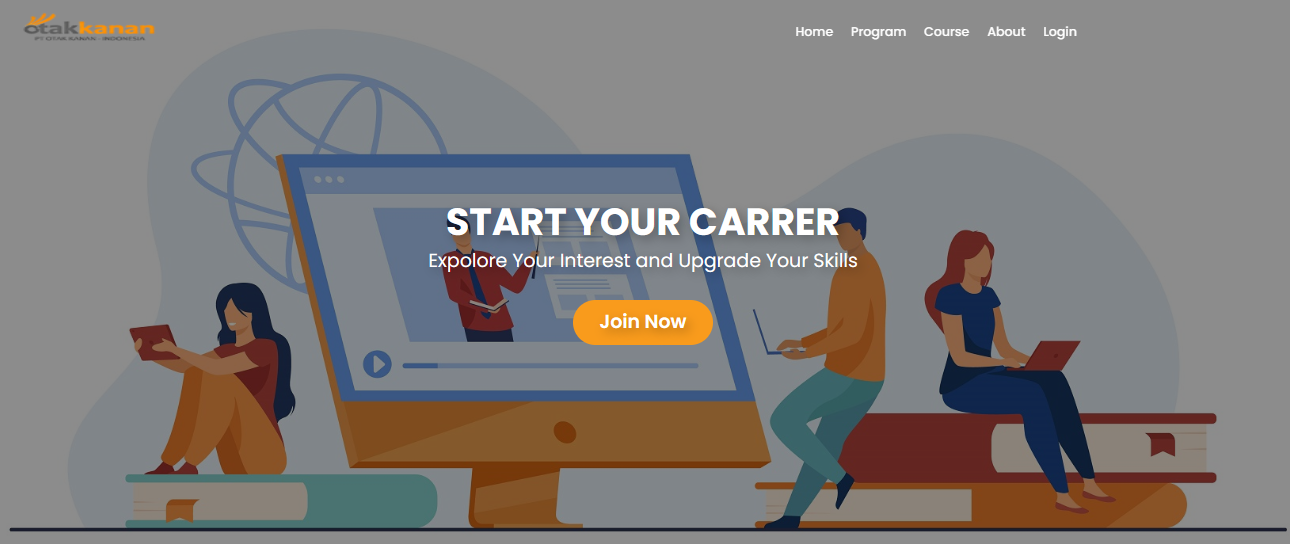 otakkanan
PT OTAK KANAN - INDONESIA
Home Program Course About Login
START YOUR CARRER
Expolore Your Interest and Upgrade Your Skills
Join Now